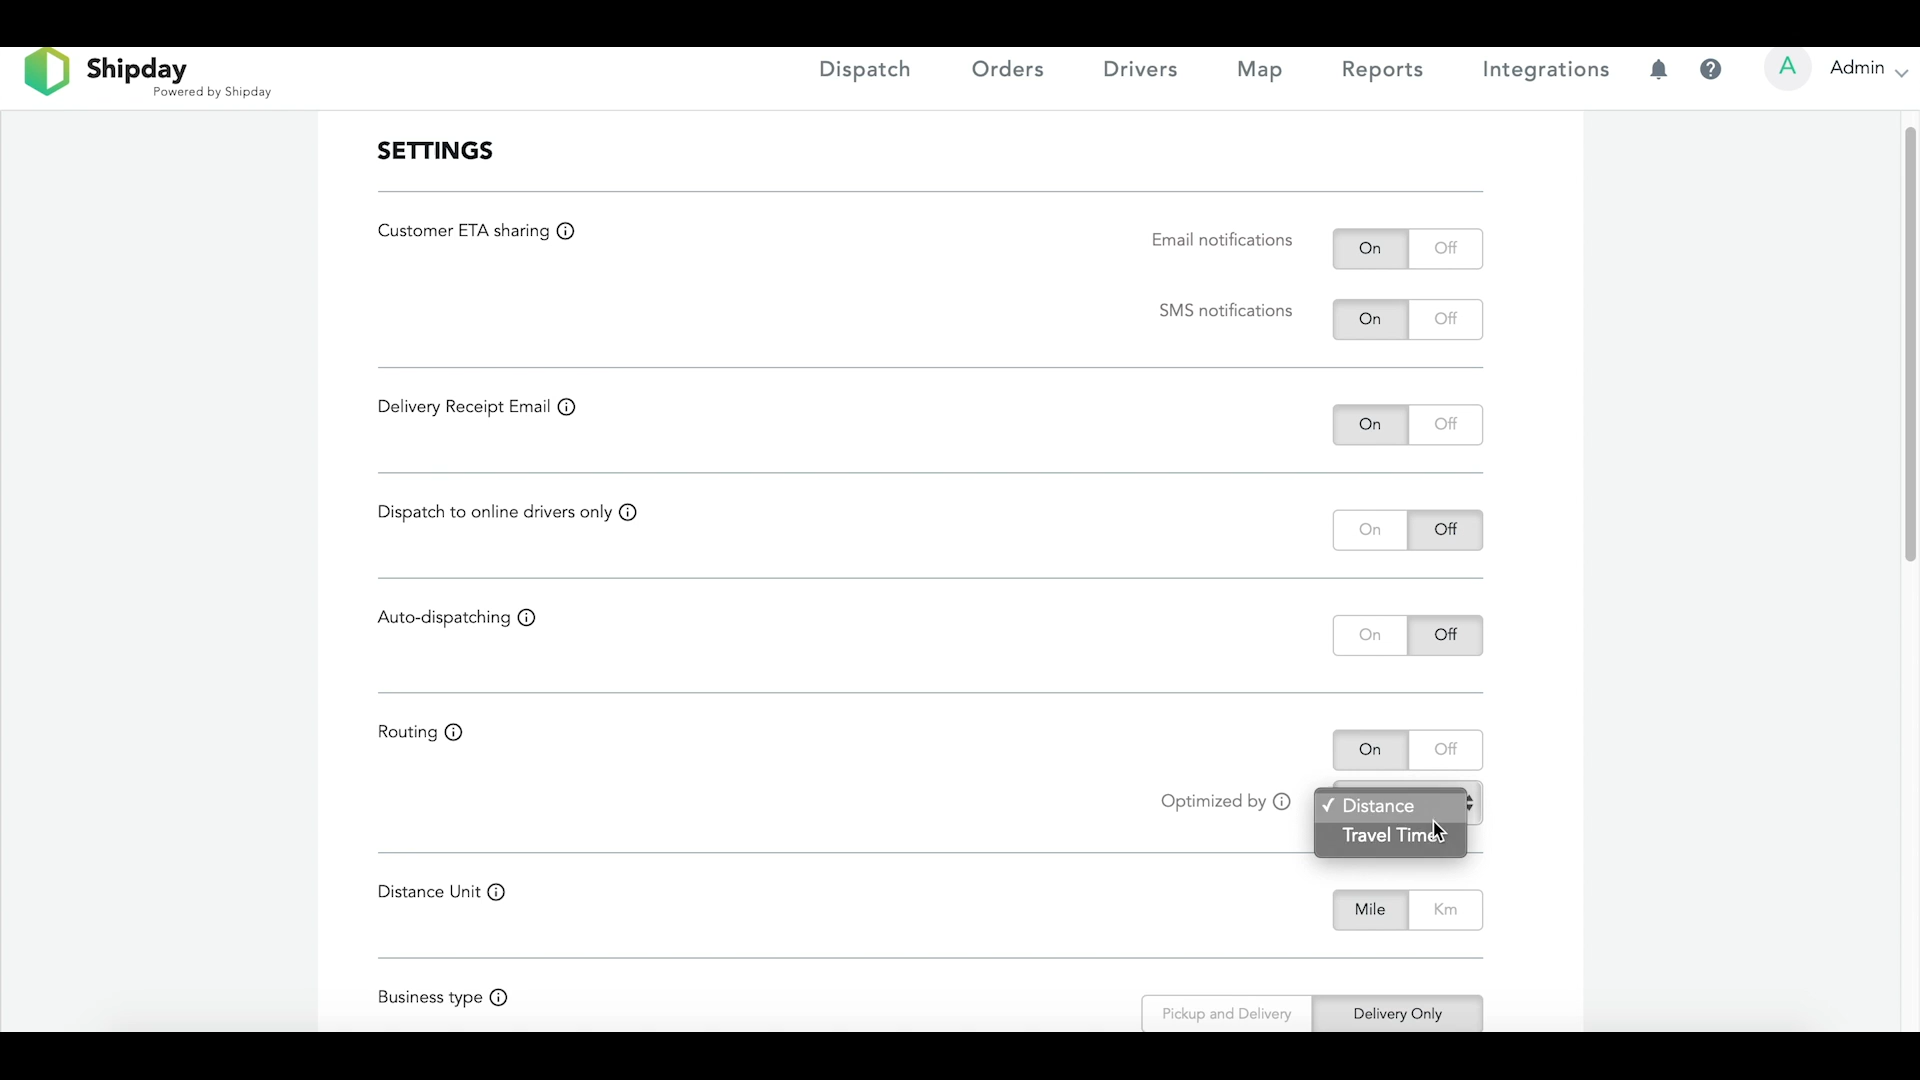 Shipday
Powered by Shipday
Dispatch
Orders
Drivers
Map
Reports
Integrations
A
Admin
SETTINGS
Customer ETA sharing
Email notifications
On
Off
SMS notifications
On
Off
Delivery Receipt Email
On
Off
Dispatch to online drivers only
On
Off
Auto-dispatching
On
Off
Routing
On
Off
Optimized by
✓ Distance
Travel Time
Distance Unit
Mile
Km
Business type
Pickup and Delivery
Delivery Only